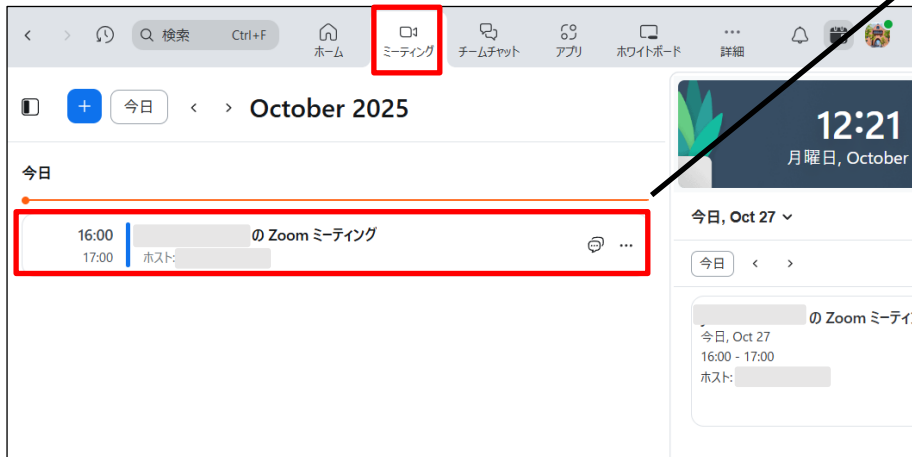 検索 Ctrl+F
ホーム
ミーティング
チームチャット
アプリ
ホワイトボード
詳細
今日
October 2025
今日
16:00
の Zoom ミーティング
17:00
ホスト:
12:21
月曜日, October
今日, Oct 27
今日
の Zoom ミーティ
今日, Oct 27
16:00 - 17:00
ホスト: